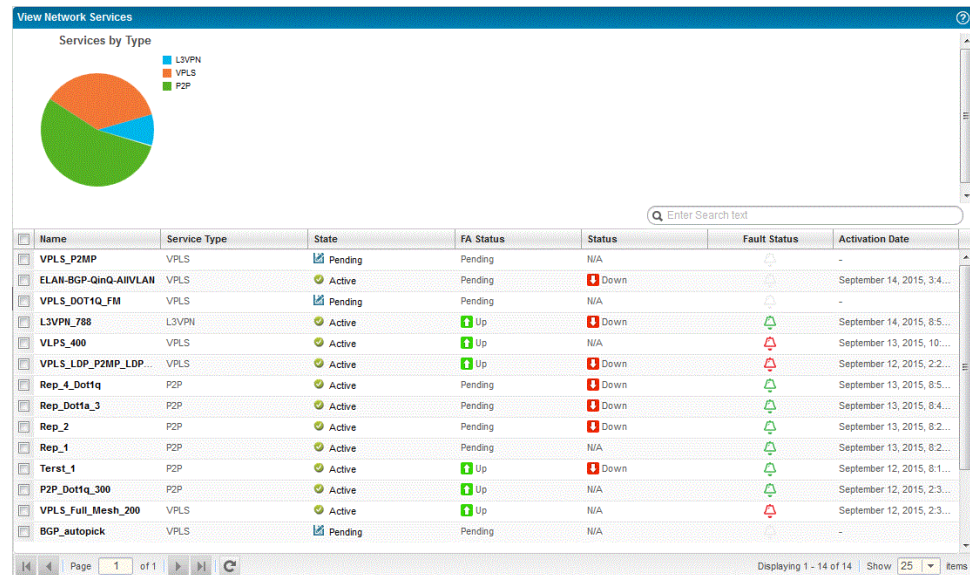 View Network Services
Services by Type
L3VPN
VPLS
P2P
Enter Search text
Name Service Type State FA Status Status Fault Status Activation Date
VPLS_P2MP VPLS Pending Pending N/A -
ELAN-BGP-QinQ-AllVLAN VPLS Active Pending Down September 14, 2015, 3:4...
VPLS_DOT1Q_FM VPLS Pending Pending N/A -
L3VPN_788 L3VPN Active Up Down September 14, 2015, 8:5...
VLPS_400 VPLS Active Up N/A September 13, 2015, 10:...
VPLS_LDP_P2MP_LDP... VPLS Active Up Down September 12, 2015, 2:2...
Rep_4_Dot1q P2P Active Pending Down September 13, 2015, 8:5...
Rep_Dot1a_3 P2P Active Pending Down September 13, 2015, 8:4...
Rep_2 P2P Active Pending Down September 13, 2015, 8:2...
Rep_1 P2P Active Pending N/A September 13, 2015, 8:2...
Terst_1 P2P Active Up Down September 12, 2015, 8:1...
P2P_Dot1q_300 P2P Active Up N/A September 12, 2015, 2:3...
VPLS_Full_Mesh_200 VPLS Active Up N/A September 12, 2015, 2:3...
BGP_autopick VPLS Pending Pending N/A -
Page 1 of 1 Displaying 1 - 14 of 14 Show 25 items